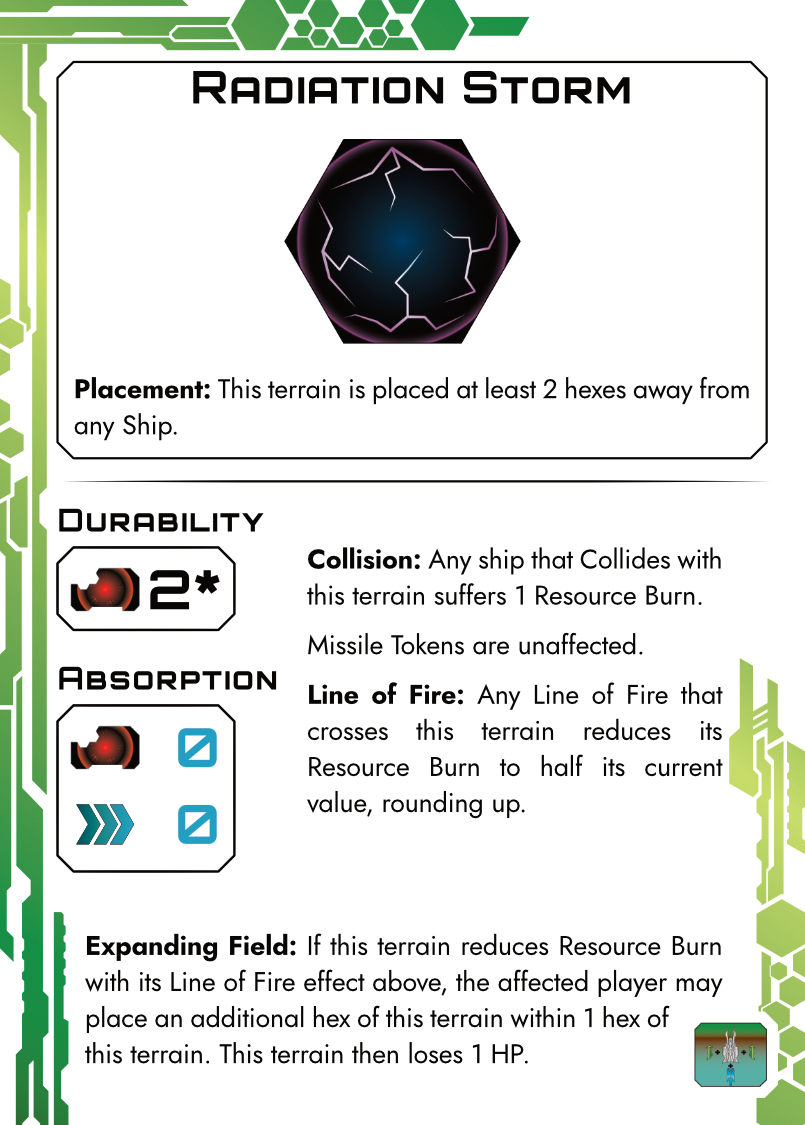 Radiation Storm
Placement: This terrain is placed at least 2 hexes away from
any Ship.
Durability
2*
Collision: Any ship that Collides with
this terrain suffers 1 Resource Burn.
Missile Tokens are unaffected.
Absorption
0
0
Line of Fire: Any Line of Fire that
crosses this terrain reduces its
Resource Burn to half its current
value, rounding up.
Expanding Field: If this terrain reduces Resource Burn
with its Line of Fire effect above, the affected player may
place an additional hex of this terrain within 1 hex of
this terrain. This terrain then loses 1 HP.